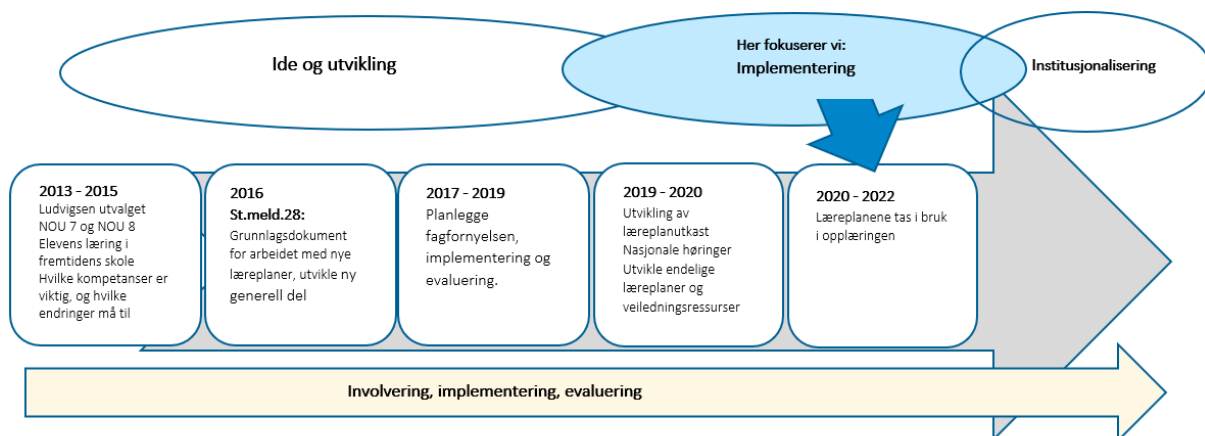 Ide og utvikling
Her fokuserer vi:
Implementering
Institusjonalisering
2013 - 2015
Ludvigsen utvalget
NOU 7 og NOU 8
Elevens læring i
fremtidens skole
Hvilke kompetanser er
viktig, og hvilke
endringer må til
2016
St.meld.28:
Grunnlagsdokument
for arbeidet med nye
læreplaner, utvikle ny
generell del
2017 - 2019
Planlegge
fagfornyelsen,
implementering og
evaluering.
2019 - 2020
Utvikling av
læreplanutkast
Nasjonale høringer
Utvikle endelige
læreplaner og
veiledningsressurser
2020 - 2022
Læreplanene tas i bruk
i opplæringen
Involvering, implementering, evaluering